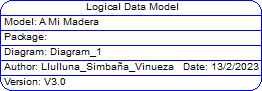 Logical Data Model
Model: A Mi Madera
Package:
Diagram: Diagram_1
Author: Llulluna_Simbaña_Vinueza Date: 13/2/2023
Version: V3.0